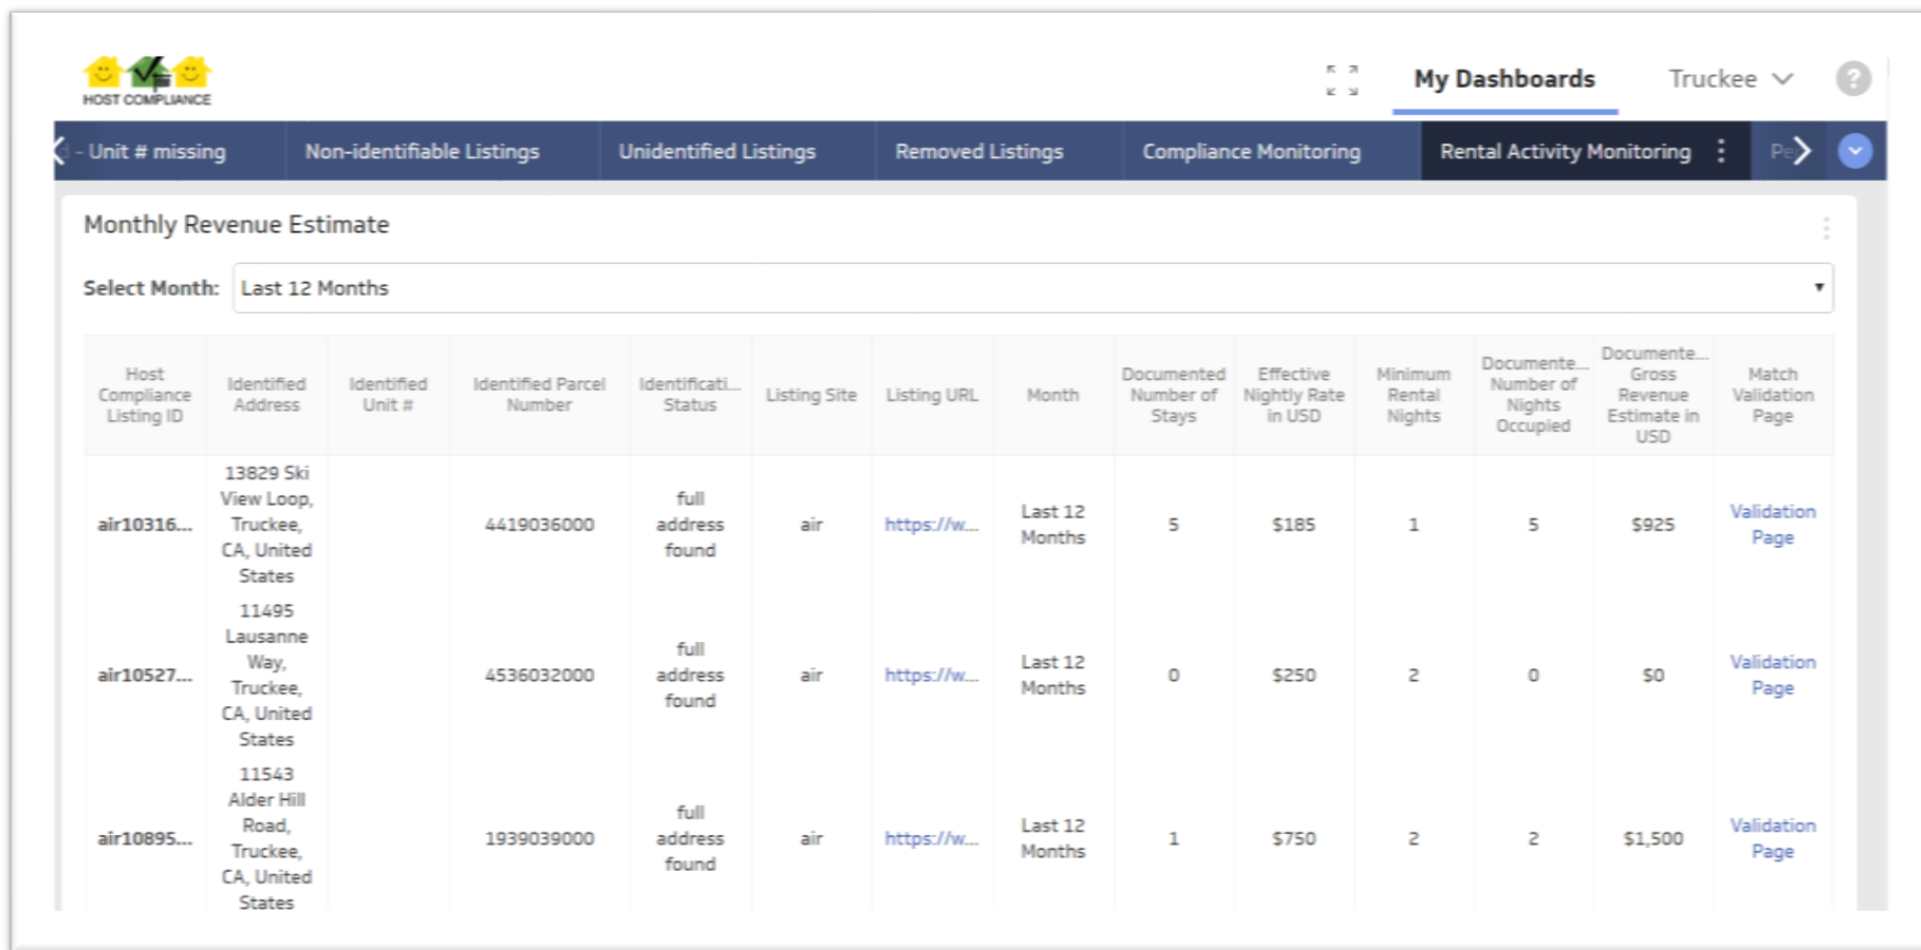 HOST COMPLIANCE
My Dashboards
Truckee
?
- Unit # missing
Non-identifiable Listings
Unidentified Listings
Removed Listings
Compliance Monitoring
Rental Activity Monitoring
Monthly Revenue Estimate
Select Month: Last 12 Months
Host
Compliance
Listing ID
Identified
Address
Identified
Unit #
Identified Parcel
Number
Identificati...
Status
Listing Site
Listing URL
Month
Documented
Number of
Stays
Effective
Nightly Rate
in USD
Minimum
Rental
Nights
Documente...
Number of
Nights
Occupied
Documente...
Gross
Revenue
Estimate in
USD
Match
Validation
Page
air10316...
13829 Ski
View Loop,
Truckee,
CA, United
States
4419036000
full
address
found
air
https://w...
Last 12
Months
5
$185
1
5
$925
Validation
Page
air10527...
11495
Lausanne
Way,
Truckee,
CA, United
States
4536032000
full
address
found
air
https://w...
Last 12
Months
0
$250
2
0
$0
Validation
Page
air10895...
11543
Alder Hill
Road,
Truckee,
CA, United
States
1939039000
full
address
found
air
https://w...
Last 12
Months
1
$750
2
2
$1,500
Validation
Page